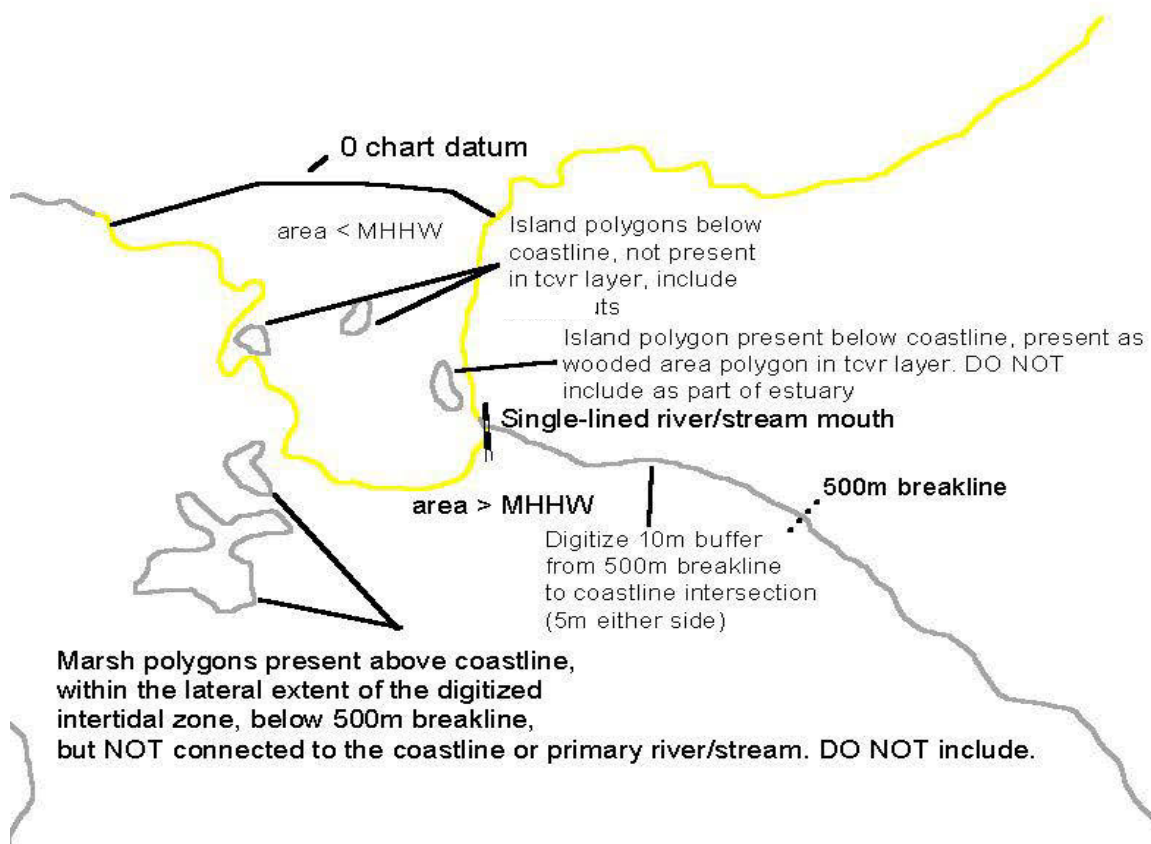 0 chart datum
area < MHHW
Island polygons below
coastline, not present
in tcvr layer, include
Island polygon present below coastline, present as
wooded area polygon in tcvr layer. DO NOT
include as part of estuary
Single-lined river/stream mouth
500m breakline
area > MHHW
Digitize 10m buffer
from 500m breakline
to coastline intersection
(5m either side)
Marsh polygons present above coastline,
within the lateral extent of the digitized
intertidal zone, below 500m breakline,
but NOT connected to the coastline or primary river/stream. DO NOT include.